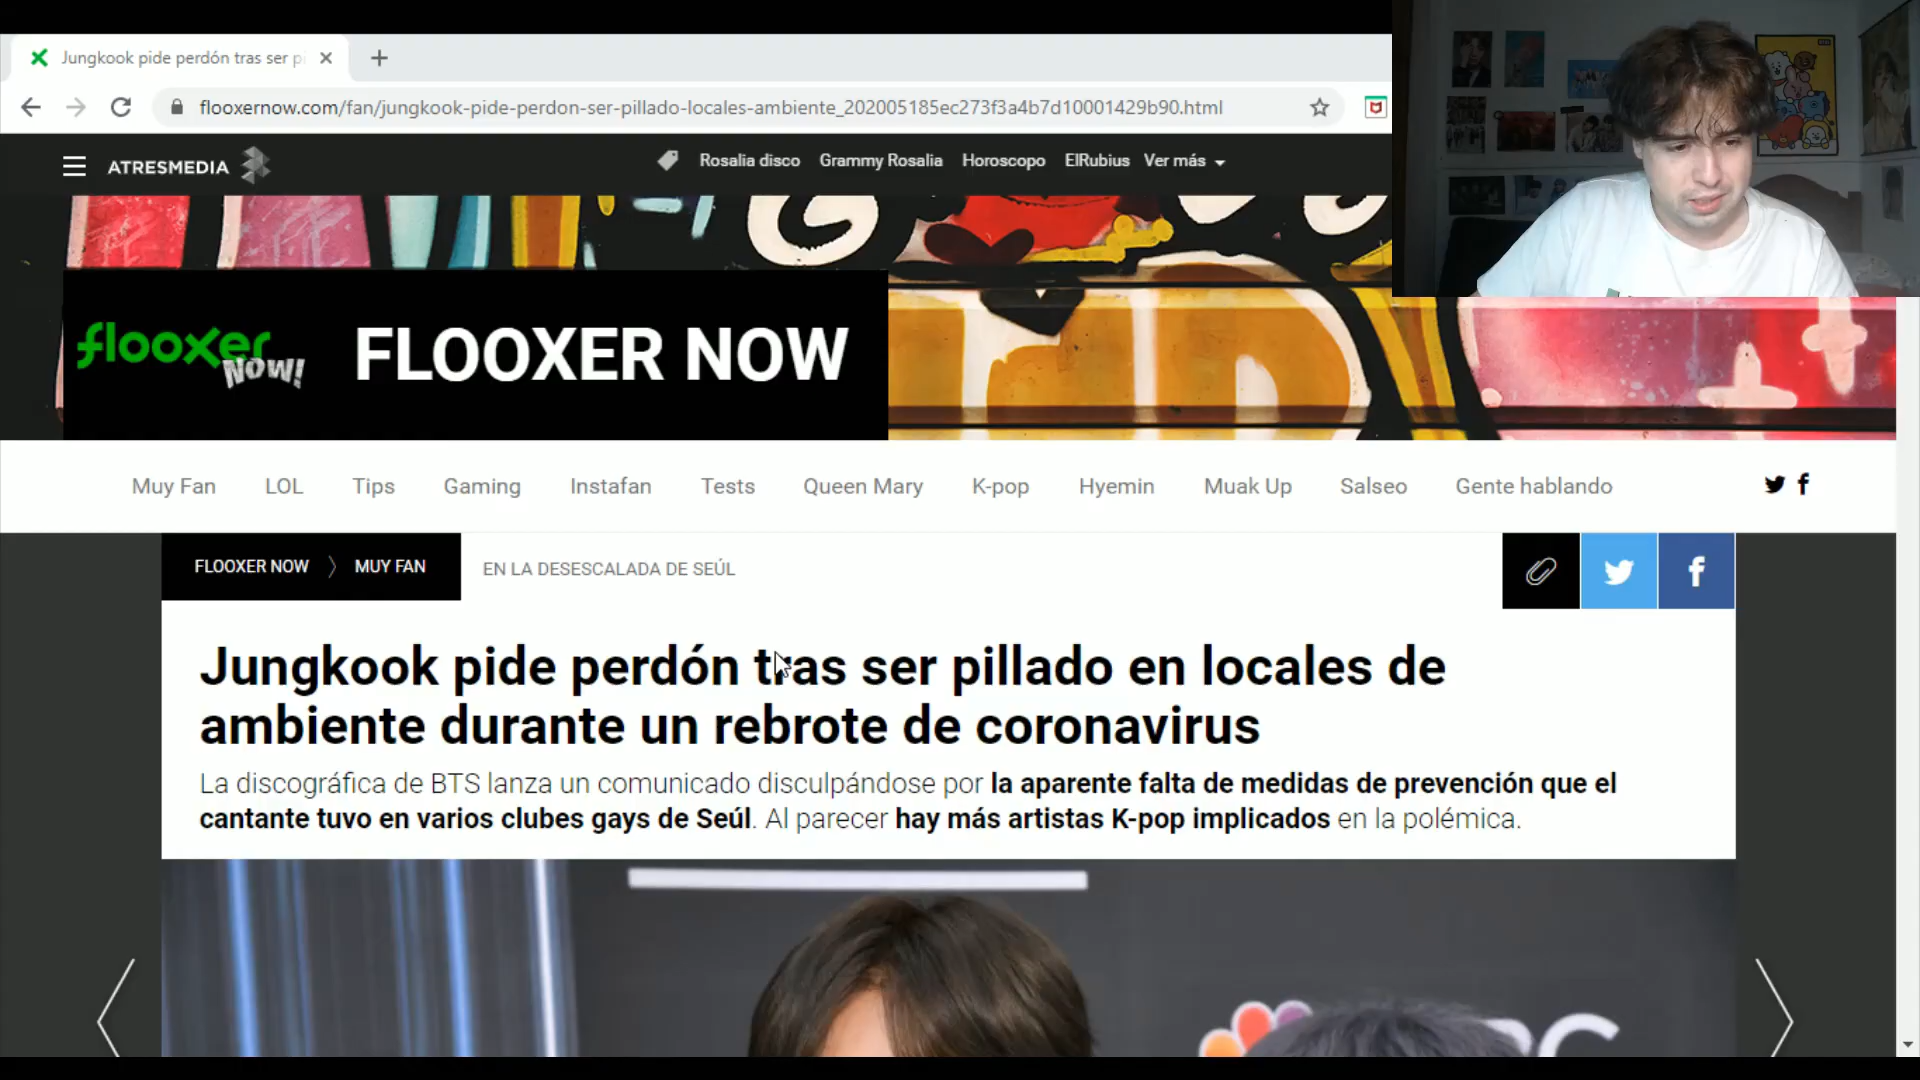 Jungkook pide perdón tras ser p
flooxernow.com/fan/jungkook-pide-perdon-ser-pillado-locales-ambiente_202005185ec273f3a4b7d10001429b90.html
ATRESMEDIA
Rosalia disco Grammy Rosalia Horoscopo ElRubius Ver más
flooxer NOW!
FLOOXER NOW
Muy Fan LOL Tips Gaming Instafan Tests Queen Mary K-pop Hyemin Muak Up Salseo Gente hablando
FLOOXER NOW MUY FAN EN LA DESESCALADA DE SEÚL
Jungkook pide perdón tras ser pillado en locales de
ambiente durante un rebrote de coronavirus
La discográfica de BTS lanza un comunicado disculpándose por la aparente falta de medidas de prevención que el
cantante tuvo en varios clubes gays de Seúl. Al parecer hay más artistas K-pop implicados en la polémica.